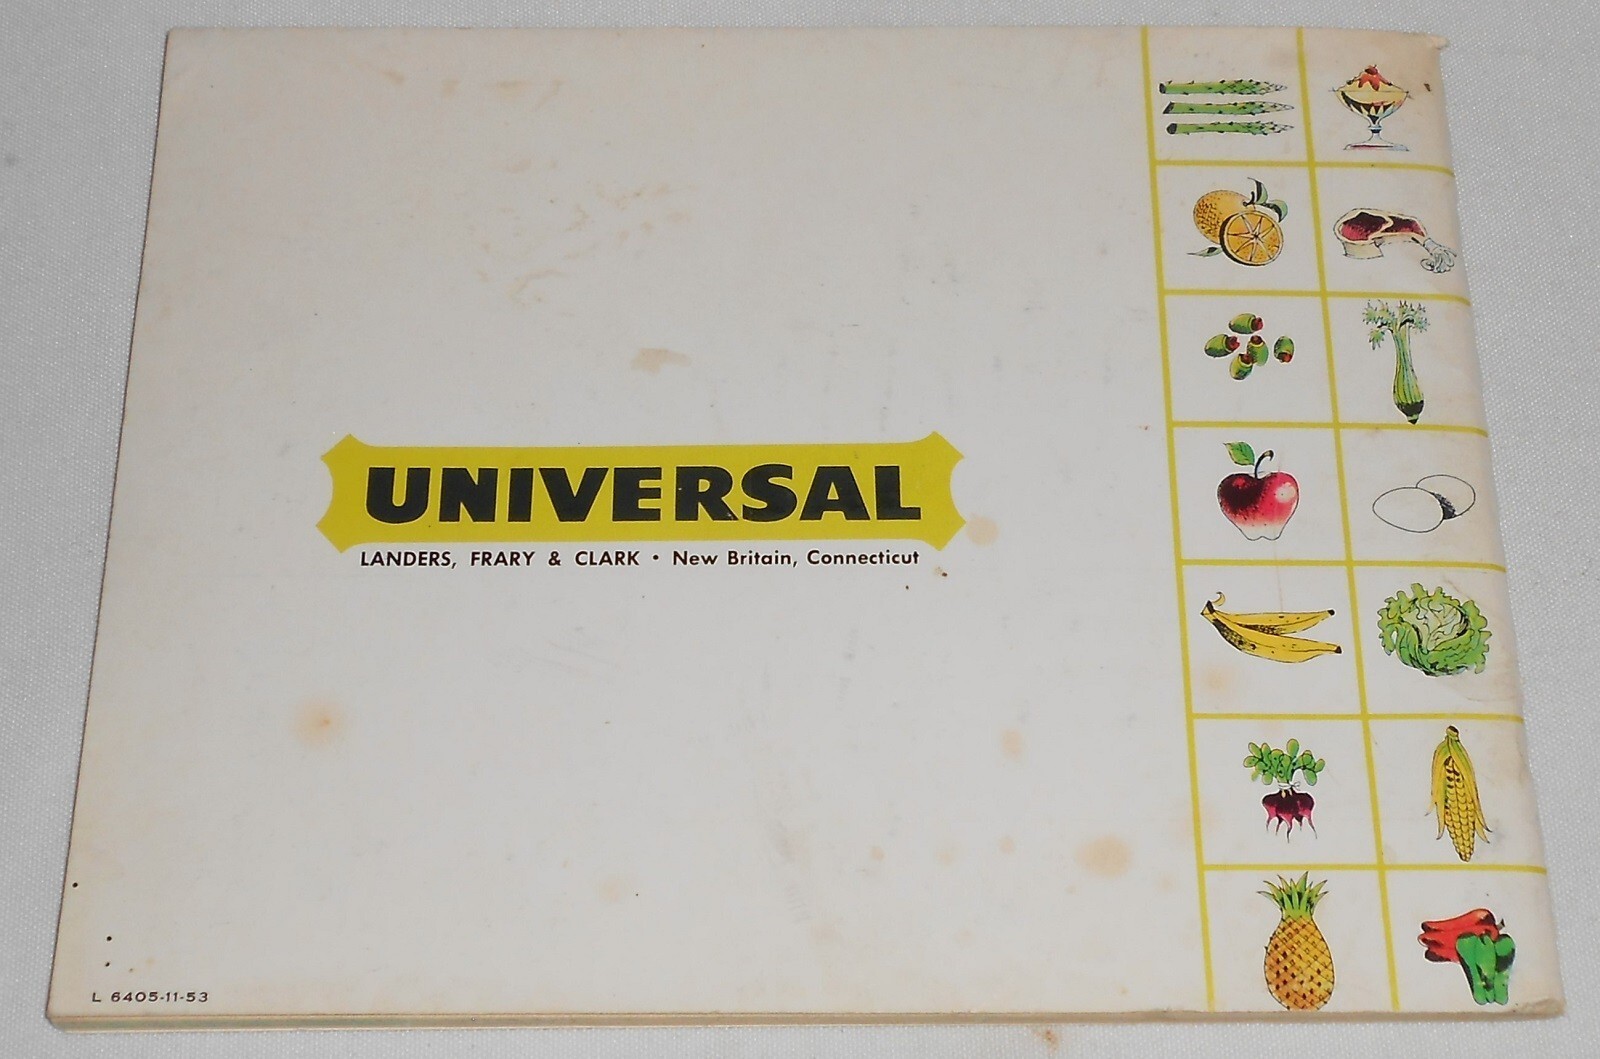 UNIVERSAL
LANDERS, FRARY & CLARK • New Britain, Connecticut
L 6405-11-53